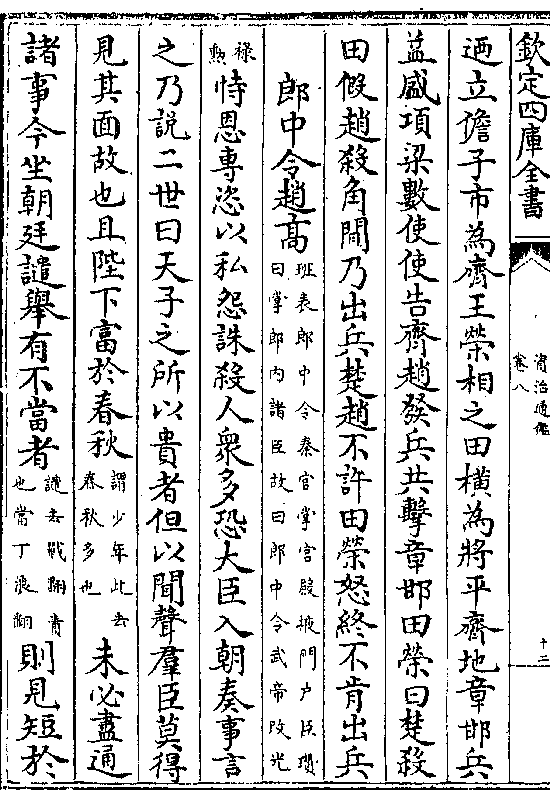 欽定四庫全書
資治通鑑
卷八
十三
迺立儋子市為齊王榮相之田橫為將平齊地章邯兵
益盛項梁數使使告齊趙發兵共擊章邯田榮曰楚殺
田假趙殺角間乃出兵楚趙不許田榮怒終不肯出兵
郎中令趙高班表郎中令秦官掌宮殿掖門户臣瓚曰掌郎内諸臣故曰郎中令武帝改光
禄勲恃恩專恣以私怨誅殺人衆多恐大臣入朝奏事言
之乃說二世曰天子之所以貴者但以聞聲羣臣莫得
見其面故也且陛下富於春秋謂少年此去春秋多也未必盡通
諸事今坐朝廷譴舉有不當者譴去戰翻責也當丁浪翻則見短於